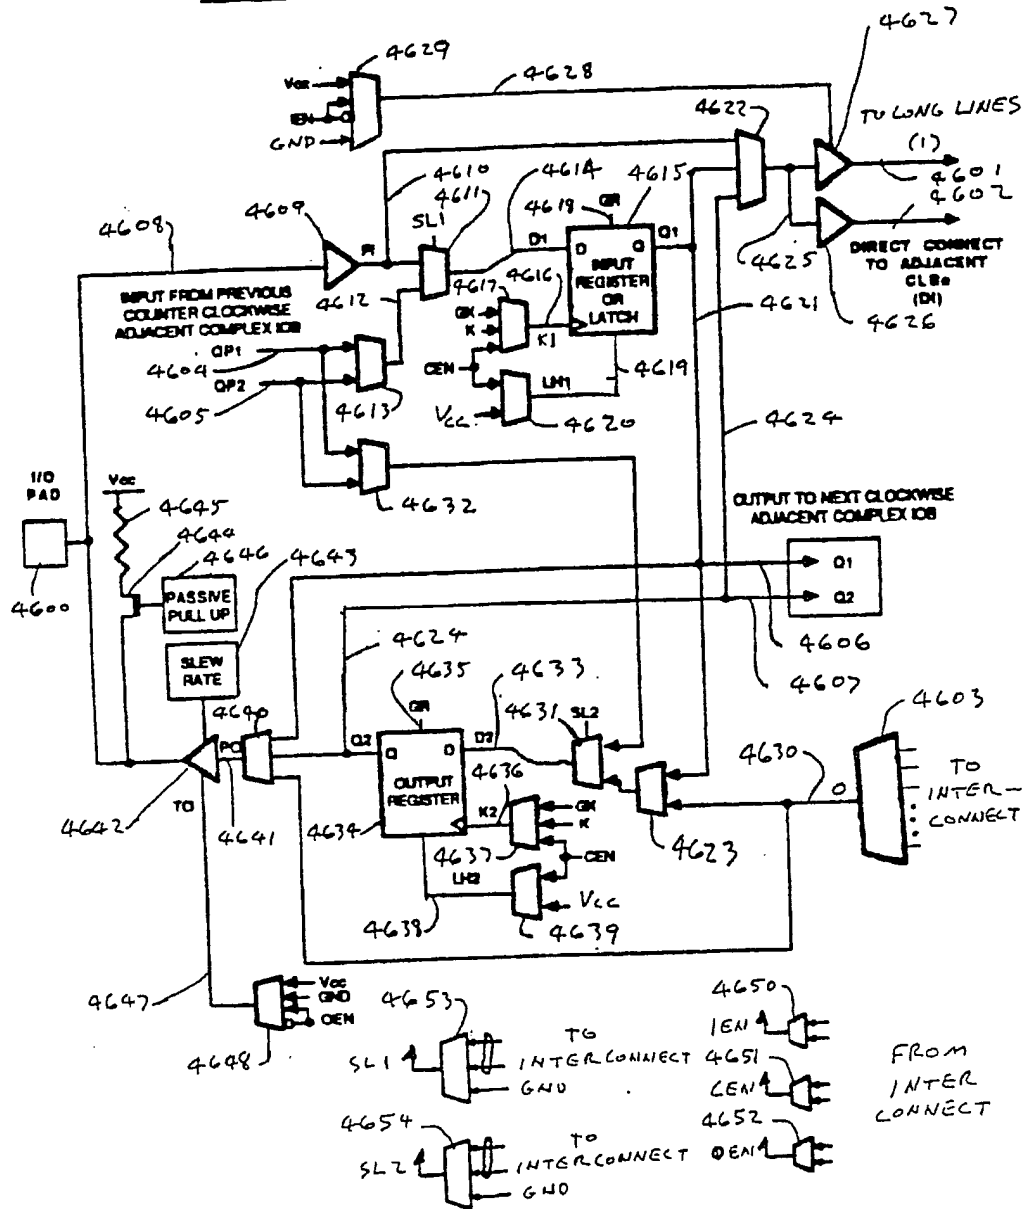 4627
4629
4628
Vcc
IEN
GND
4622
TO LONG LINES
(1)
4601
4602
4610
4614
4615
4611
4609
4618
GR
4608
SL1
PI
D1
D
Q
Q1
INPUT
REGISTER
OR
LATCH
DIRECT CONNECT
TO ADJACENT
CLBs
(DI)
4625
4626
INPUT FROM PREVIOUS
COUNTER CLOCKWISE
ADJACENT COMPLEX IOB
4612
4617
4616
GK
K
K1
4621
QP1
4604
QP2
4605
4613
CEN
LH1
4619
VCC
4620
4624
4632
I/O
PAD
4600
Vcc
4645
4644
4646
4643
PASSIVE
PULL UP
OUTPUT TO NEXT CLOCKWISE
ADJACENT COMPLEX IOB
Q1
Q2
4606
4607
SLEW
RATE
4624
4635
GR
4633
4631
SL2
4603
4640
PO
Q2
Q
D
D2
OUTPUT
REGISTER
4636
K2
GK
K
4630
O
TO
INTER-
CONNECT
TO
4642
4641
4634
4637
CEN
4623
LH2
VCC
4638
4639
4647
Vcc
GND
OEN
4648
4653
SL1
TO
INTERCONNECT
GND
4650
IEN
4651
CEN
4652
OEN
FROM
INTER
CONNECT
4654
SL2
TO
INTERCONNECT
GND